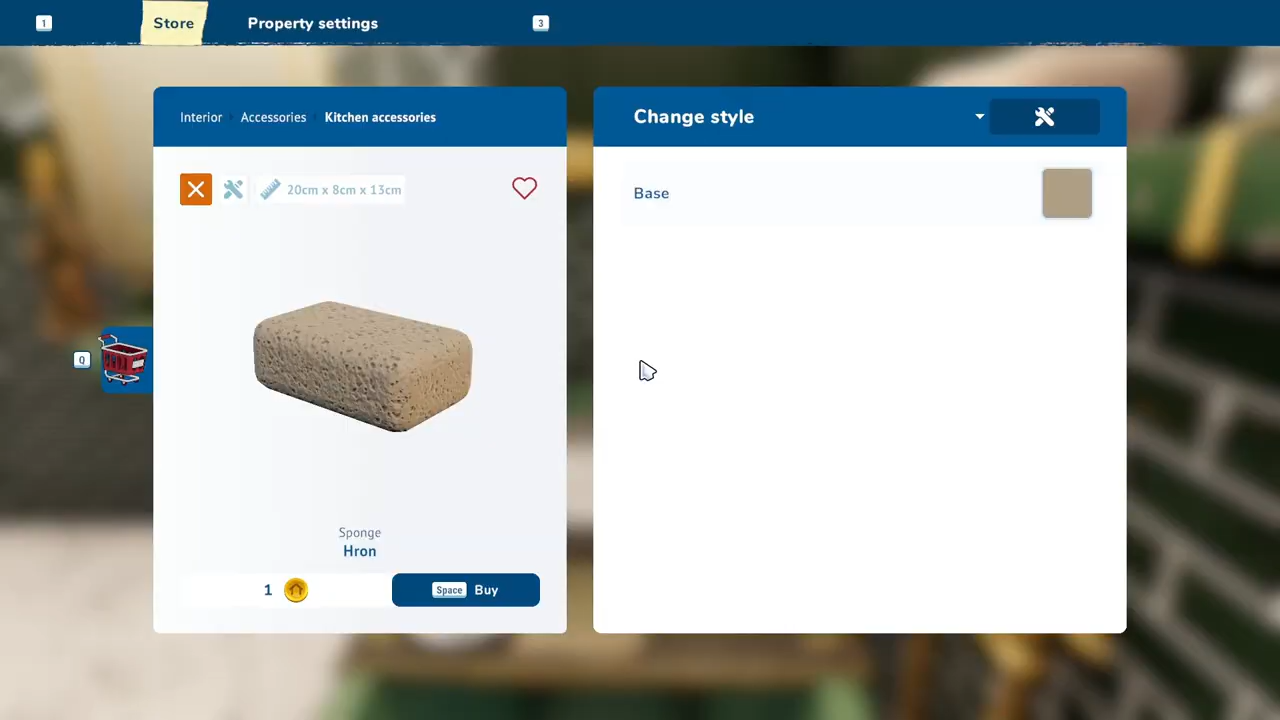 1
Store
Property settings
3
Interior
Accessories
Kitchen accessories
20cm x 8cm x 13cm
Q
Sponge
Hron
1
Space
Buy
Change style
Base